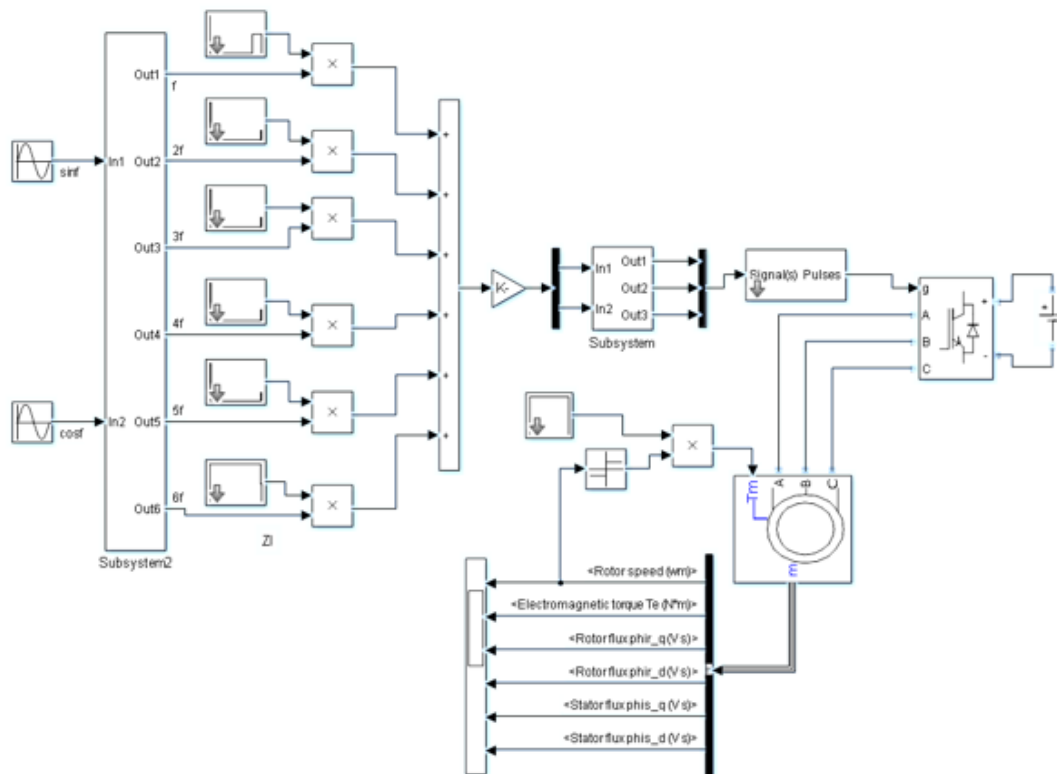 Out1
f
sinf
In1
2f
Out2
3f
Out3
4f
Out4
cosf
In2
5f
Out5
6f
Out6
Subsystem2
ZI
×
×
×
×
×
×
+
+
+
+
+
+
K-
In1
In2
Out1
Out2
Out3
Subsystem
Signal(s) Pulses
g
A
B
C
+
-
+
×
Tm
A
B
C
m
<Rotor speed (wm)>
<Electromagnetic torque Te (N*m)>
<Rotor flux phir_q (V s)>
<Rotor flux phir_d (V s)>
<Stator flux phis_q (V s)>
<Stator flux phis_d (V s)>